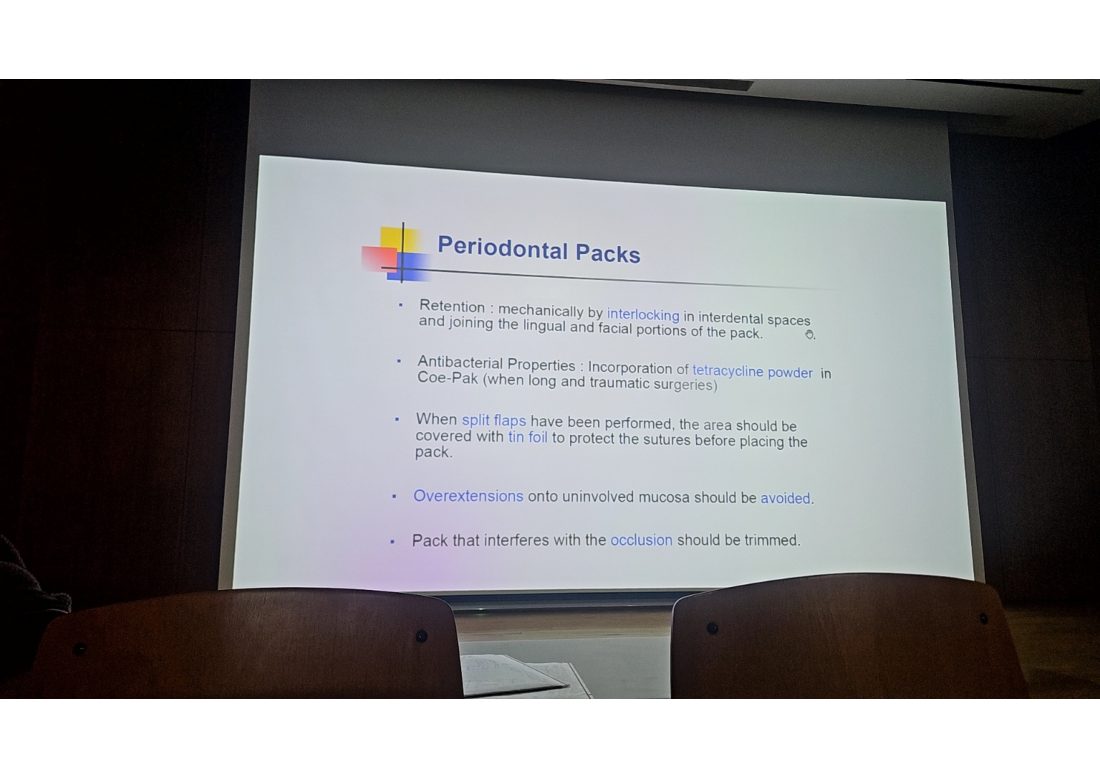 Periodontal Packs
▪ Retention : mechanically by interlocking in interdental spaces
and joining the lingual and facial portions of the pack.
▪ Antibacterial Properties : Incorporation of tetracycline powder in
Coe-Pak (when long and traumatic surgeries)
▪ When split flaps have been performed, the area should be
covered with tin foil to protect the sutures before placing the
pack.
▪ Overextensions onto uninvolved mucosa should be avoided.
▪ Pack that interferes with the occlusion should be trimmed.